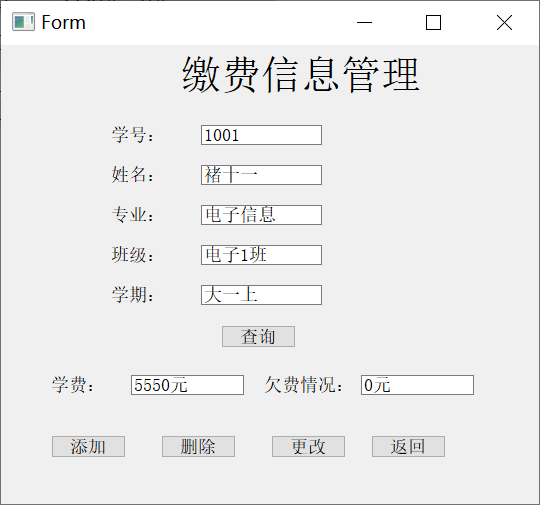 Form
缴费信息管理
学号： 1001
姓名： 褚十一
专业： 电子信息
班级： 电子1班
学期： 大一上
查询
学费： 5550元 欠费情况： 0元
添加 删除 更改 返回